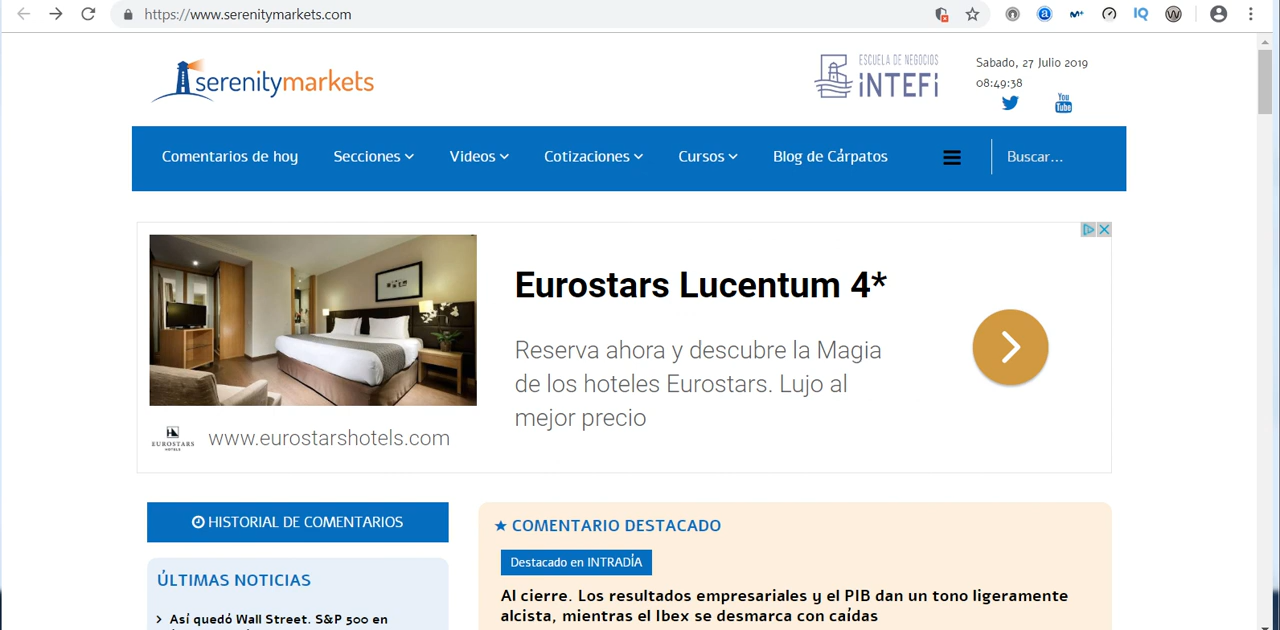 https://www.serenitymarkets.com
a
IQ
W
serenitymarkets
ESCUELA DE NEGOCIOS
INTEFI
Sabado, 27 Julio 2019
08:49:38
You
Tube
Comentarios de hoy
Secciones
Videos
Cotizaciones
Cursos
Blog de Cárpatos
Buscar...
Eurostars Lucentum 4*
Reserva ahora y descubre la Magia
de los hoteles Eurostars. Lujo al
mejor precio
EUROSTARS
HOTELS
www.eurostarshotels.com
HISTORIAL DE COMENTARIOS
ÚLTIMAS NOTICIAS
Así quedó Wall Street. S&P 500 en
COMENTARIO DESTACADO
Destacado en INTRADÍA
Al cierre. Los resultados empresariales y el PIB dan un tono ligeramente
alcista, mientras el Ibex se desmarca con caídas